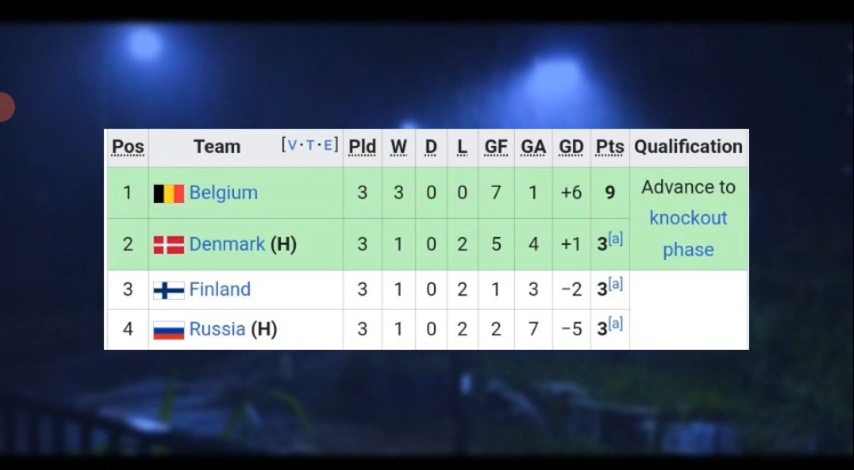 Pos Team [V·T·E] Pld W D L GF GA GD Pts Qualification
1 Belgium 3 3 0 0 7 1 +6 9 Advance to
knockout
phase
2 Denmark (H) 3 1 0 2 5 4 +1 3[a]
3 Finland 3 1 0 2 1 3 −2 3[a]
4 Russia (H) 3 1 0 2 2 7 −5 3[a]